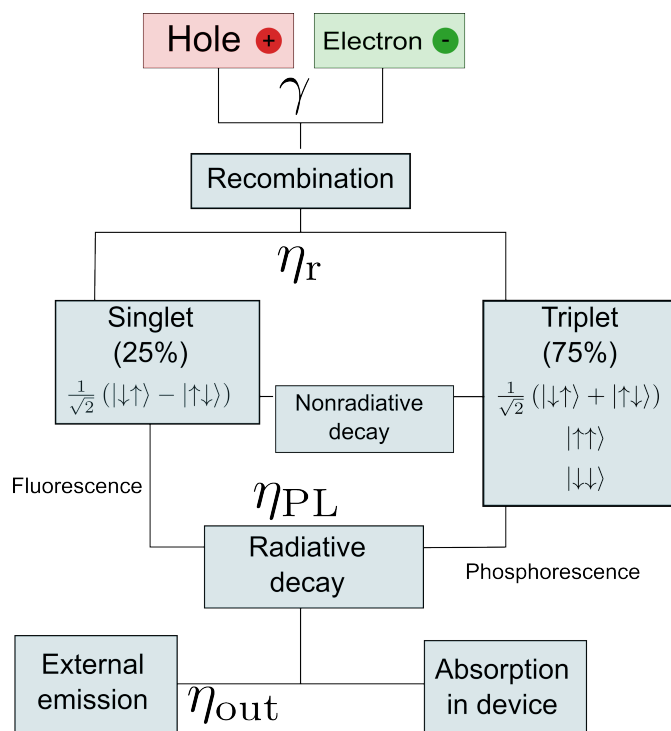 Hole +
Electron -
γ
Recombination
η_r
Singlet
(25%)
1/√2 (|↓↑⟩ − |↑↓⟩)
Triplet
(75%)
1/√2 (|↓↑⟩ + |↑↓⟩)
|↑↑⟩
|↓↓⟩
Nonradiative
decay
Fluorescence
η_PL
Radiative
decay
Phosphorescence
External
emission
η_out
Absorption
in device